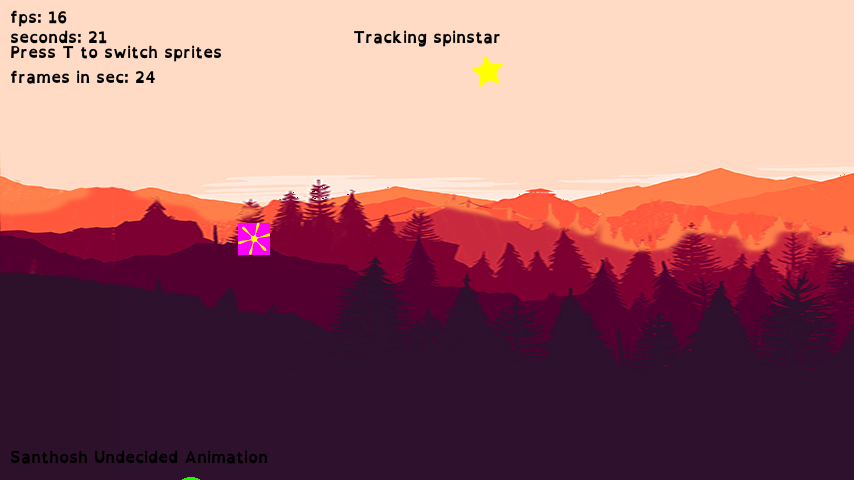 fps: 16
seconds: 21
Press T to switch sprites
frames in sec: 24
Tracking spinstar
Santhosh Undecided Animation